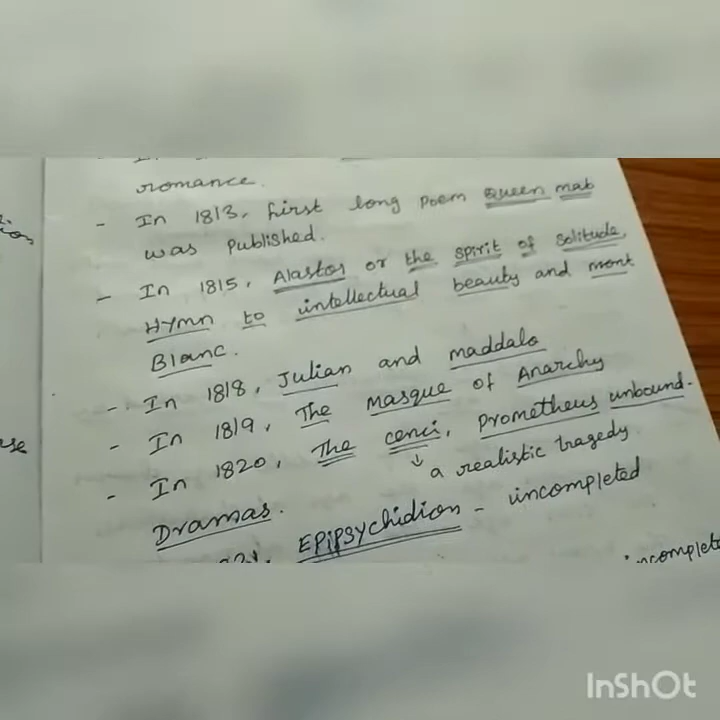 romance.
- In 1813, first long poem Queen mab
was published.
- In 1815, Alastor or the spirit of solitude,
Hymn to intellectual beauty and mont
Blanc.
- In 1818, Julian and maddalo
- In 1819, The Masque of Anarchy
- In 1820, The cenci, Prometheus unbound.
↓ a realistic tragedy
Dramas.
EPipsychidion - incompleted
incomplete
InShOt